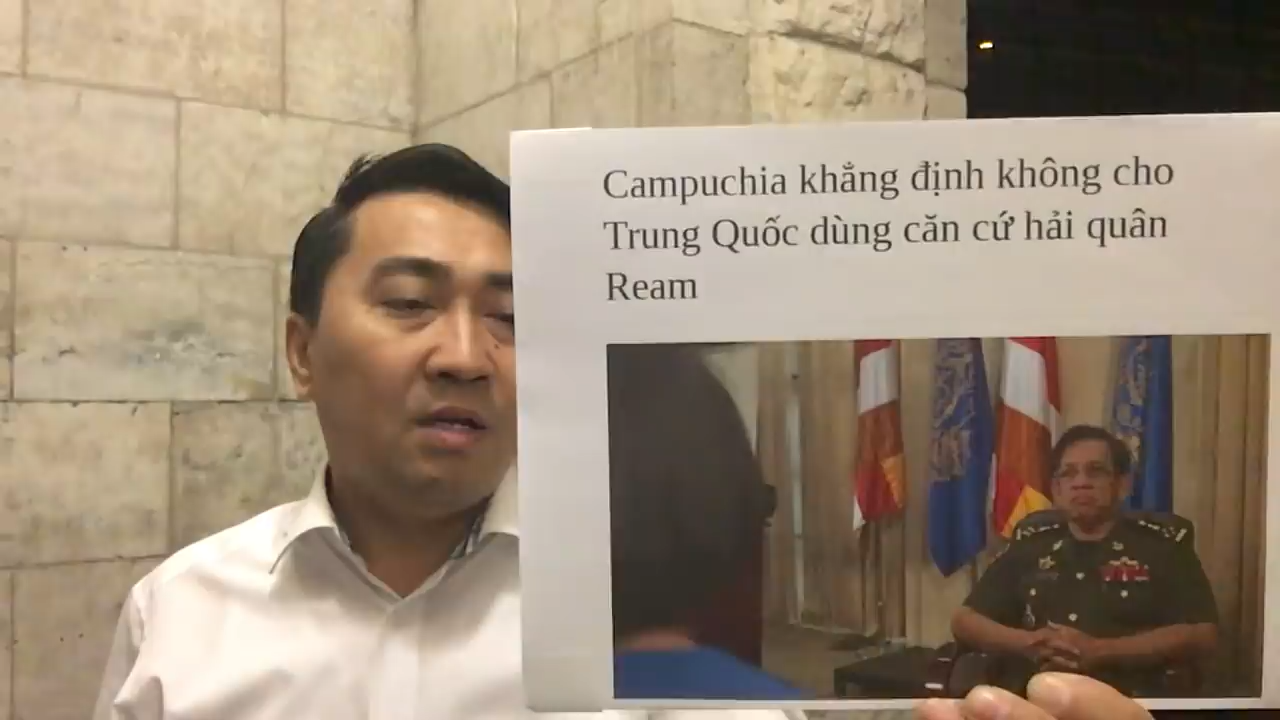 Campuchia khẳng định không cho
Trung Quốc dùng căn cứ hải quân
Ream